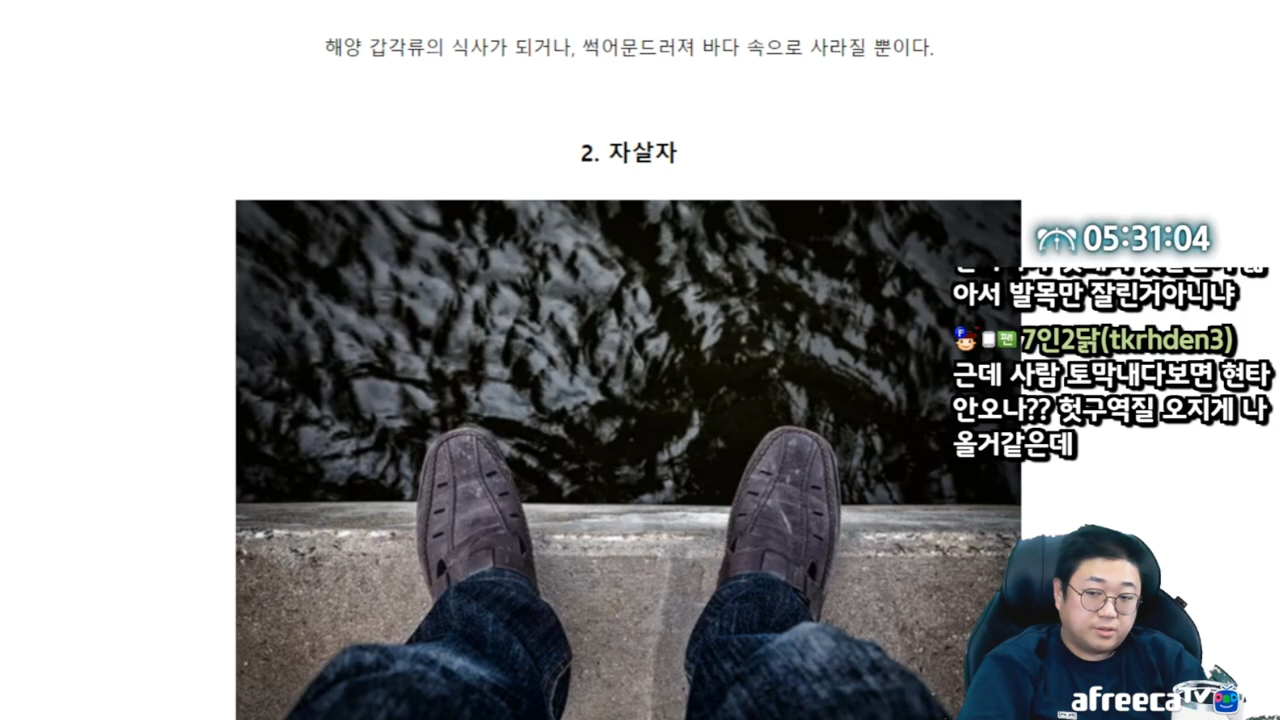 해양 갑각류의 식사가 되거나, 썩어문드러져 바다 속으로 사라질 뿐이다.
2. 자살자
05:31:04
아서 발목만 잘린거아니냐
F 팬 7인2닭(tkrhden3)
근데 사람 토막내다보면 현타
안오나?? 헛구역질 오지게 나
올거같은데
afreecaTV